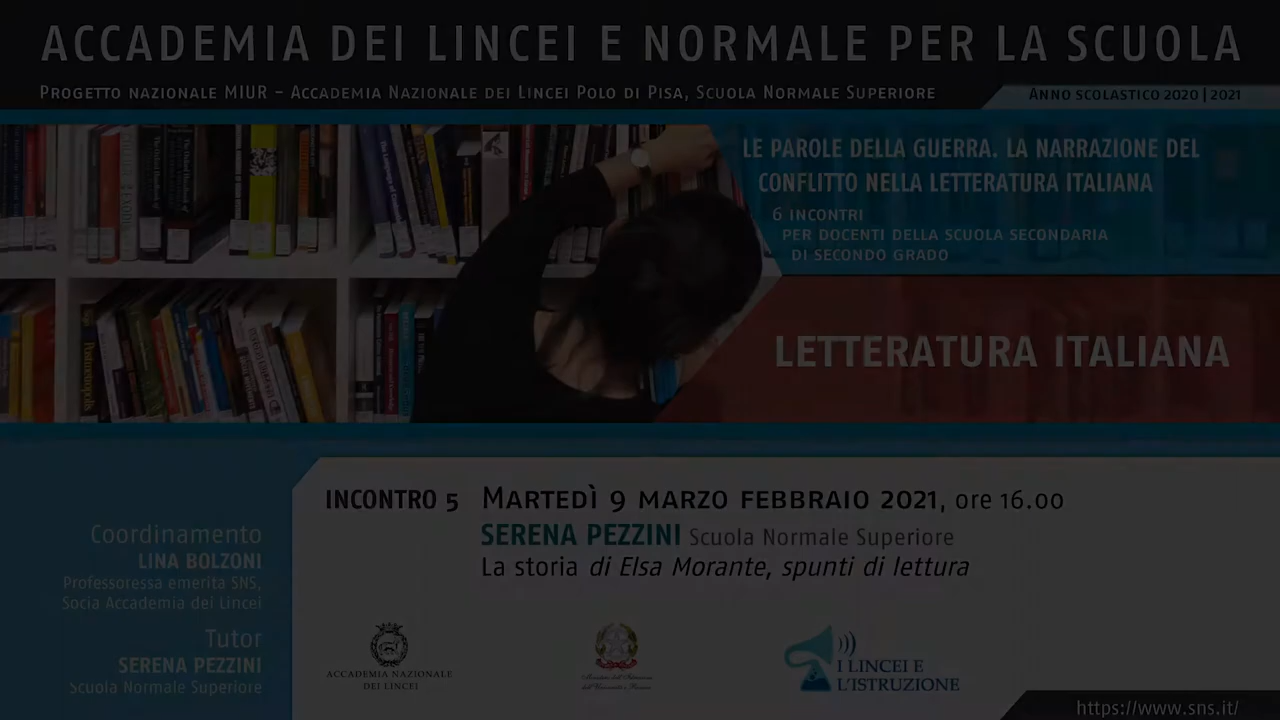 ACCADEMIA DEI LINCEI E NORMALE PER LA SCUOLA
PROGETTO NAZIONALE MIUR – ACCADEMIA NAZIONALE DEI LINCEI POLO DI PISA, SCUOLA NORMALE SUPERIORE
ANNO SCOLASTICO 2020 | 2021
LE PAROLE DELLA GUERRA. LA NARRAZIONE DEL
CONFLITTO NELLA LETTERATURA ITALIANA
6 INCONTRI
PER DOCENTI DELLA SCUOLA SECONDARIA
DI SECONDO GRADO
LETTERATURA ITALIANA
Postmetropolis
INCONTRO 5 MARTEDÌ 9 MARZO FEBBRAIO 2021, ore 16.00
SERENA PEZZINI Scuola Normale Superiore
La storia di Elsa Morante, spunti di lettura
Coordinamento
LINA BOLZONI
Professoressa emerita SNS,
Socia Accademia dei Lincei
Tutor
SERENA PEZZINI
Scuola Normale Superiore
ACCADEMIA NAZIONALE
DEI LINCEI
I LINCEI E
L'ISTRUZIONE
https://www.sns.it/